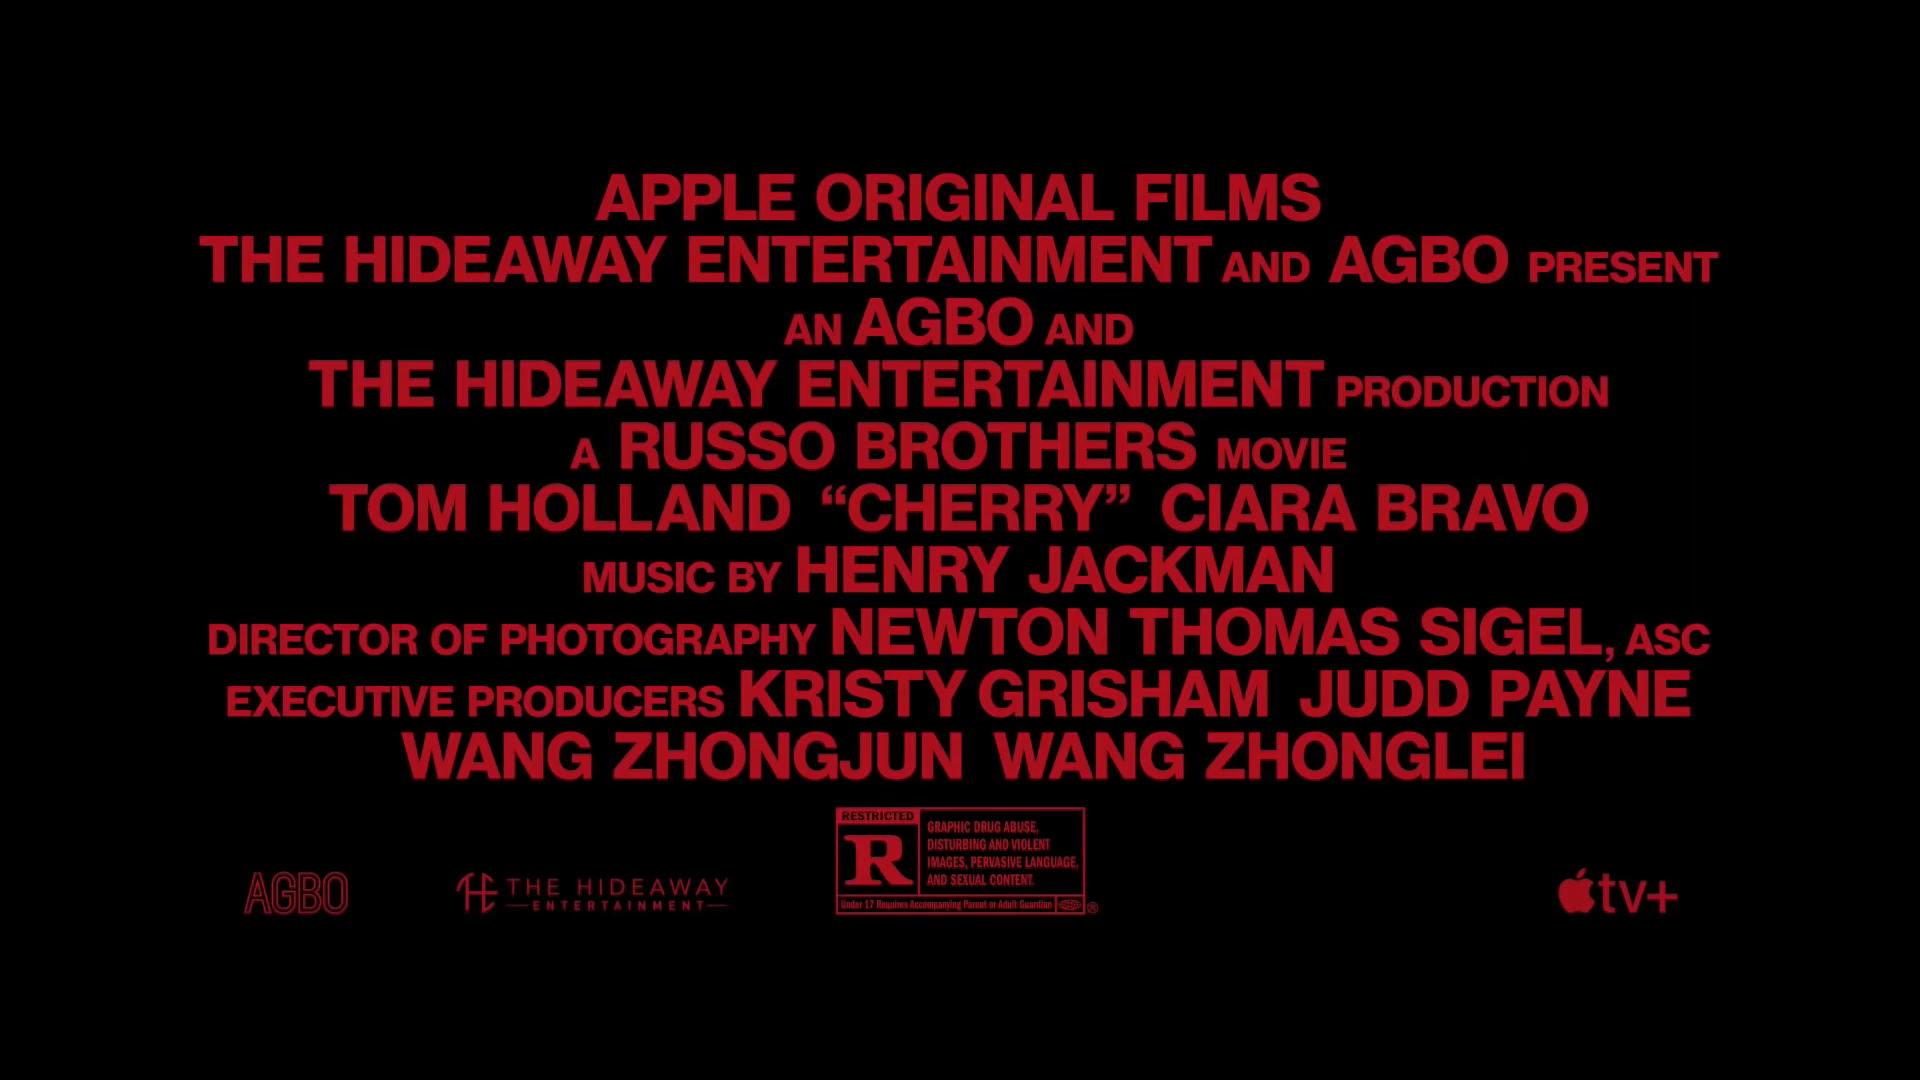 APPLE ORIGINAL FILMS
THE HIDEAWAY ENTERTAINMENT AND AGBO PRESENT
AN AGBO AND
THE HIDEAWAY ENTERTAINMENT PRODUCTION
A RUSSO BROTHERS MOVIE
TOM HOLLAND “CHERRY” CIARA BRAVO
MUSIC BY HENRY JACKMAN
DIRECTOR OF PHOTOGRAPHY NEWTON THOMAS SIGEL, ASC
EXECUTIVE PRODUCERS KRISTY GRISHAM JUDD PAYNE
WANG ZHONGJUN WANG ZHONGLEI
RESTRICTED
R
GRAPHIC DRUG ABUSE,
DISTURBING AND VIOLENT
IMAGES, PERVASIVE LANGUAGE,
AND SEXUAL CONTENT.
Under 17 Requires Accompanying Parent or Adult Guardian ®
AGBO
THE HIDEAWAY
ENTERTAINMENT
tv+